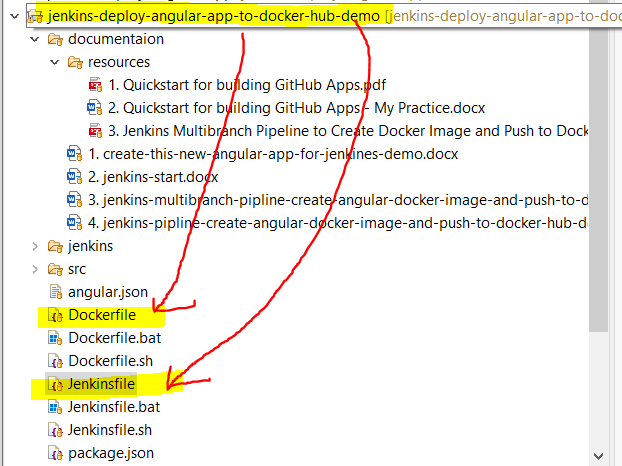 jenkins-deploy-angular-app-to-docker-hub-demo [jenkins-deploy-angular-app-to-doc
documentaion
resources
1. Quickstart for building GitHub Apps.pdf
2. Quickstart for building GitHub Apps - My Practice.docx
3. Jenkins Multibranch Pipeline to Create Docker Image and Push to Dock
1. create-this-new-angular-app-for-jenkines-demo.docx
2. jenkins-start.docx
3. jenkins-multibranch-pipline-create-angular-docker-image-and-push-to-d
4. jenkins-pipline-create-angular-docker-image-and-push-to-docker-hub-d
jenkins
src
angular.json
Dockerfile
Dockerfile.bat
Dockerfile.sh
Jenkinsfile
Jenkinsfile.bat
Jenkinsfile.sh
package.json